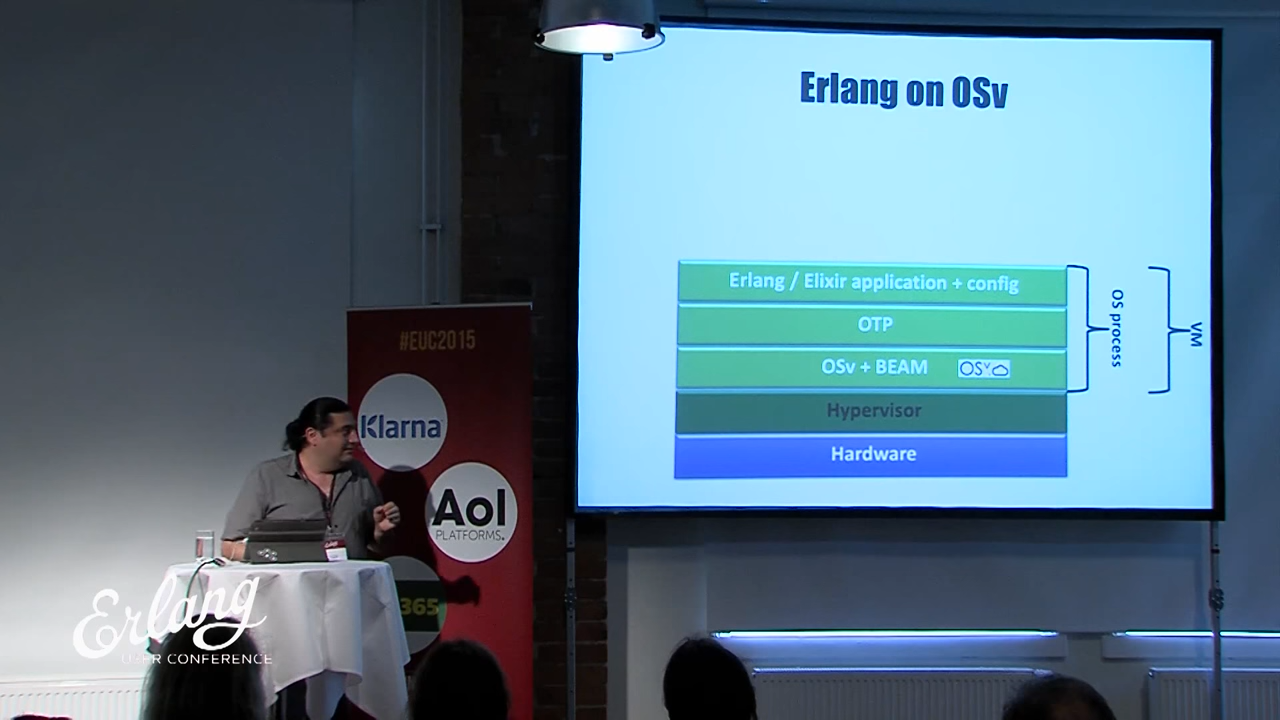 Erlang on OSv
Erlang / Elixir application + config
OTP
OSv + BEAM
OSv
Hypervisor
Hardware
OS process
VM
#EUC2015
Klarna
Aol
PLATFORMS.
365
Erlang
USER CONFERENCE